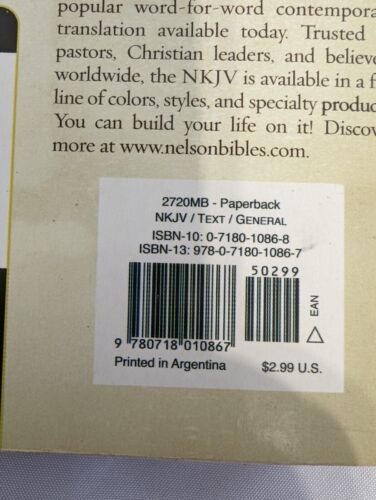 popular word-for-word contempora
translation available today. Trusted
pastors, Christian leaders, and believe
worldwide, the NKJV is available in a f
line of colors, styles, and specialty produc
You can build your life on it! Discov
more at www.nelsonbibles.com.
2720MB - Paperback
NKJV / TEXT / GENERAL
ISBN-10: 0-7180-1086-8
ISBN-13: 978-0-7180-1086-7
50299
EAN
9 780718 010867
Printed in Argentina $2.99 U.S.